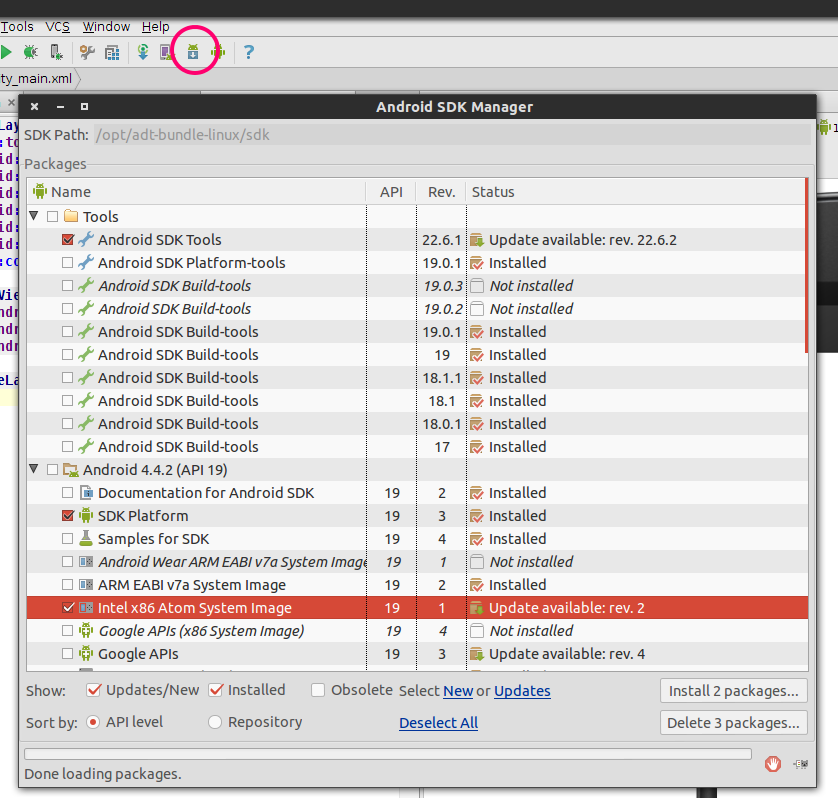 Tools VCS Window Help
ty_main.xml
Android SDK Manager
SDK Path: /opt/adt-bundle-linux/sdk
Packages
Name API Rev. Status
Tools
Android SDK Tools 22.6.1 Update available: rev. 22.6.2
Android SDK Platform-tools 19.0.1 Installed
Android SDK Build-tools 19.0.3 Not installed
Android SDK Build-tools 19.0.2 Not installed
Android SDK Build-tools 19.0.1 Installed
Android SDK Build-tools 19 Installed
Android SDK Build-tools 18.1.1 Installed
Android SDK Build-tools 18.1 Installed
Android SDK Build-tools 18.0.1 Installed
Android SDK Build-tools 17 Installed
Android 4.4.2 (API 19)
Documentation for Android SDK 19 2 Installed
SDK Platform 19 3 Installed
Samples for SDK 19 4 Installed
Android Wear ARM EABI v7a System Image 19 1 Not installed
ARM EABI v7a System Image 19 2 Installed
Intel x86 Atom System Image 19 1 Update available: rev. 2
Google APIs (x86 System Image) 19 4 Not installed
Google APIs 19 3 Update available: rev. 4
Show: Updates/New Installed Obsolete Select New or Updates Install 2 packages...
Sort by: API level Repository Deselect All Delete 3 packages...
Done loading packages.